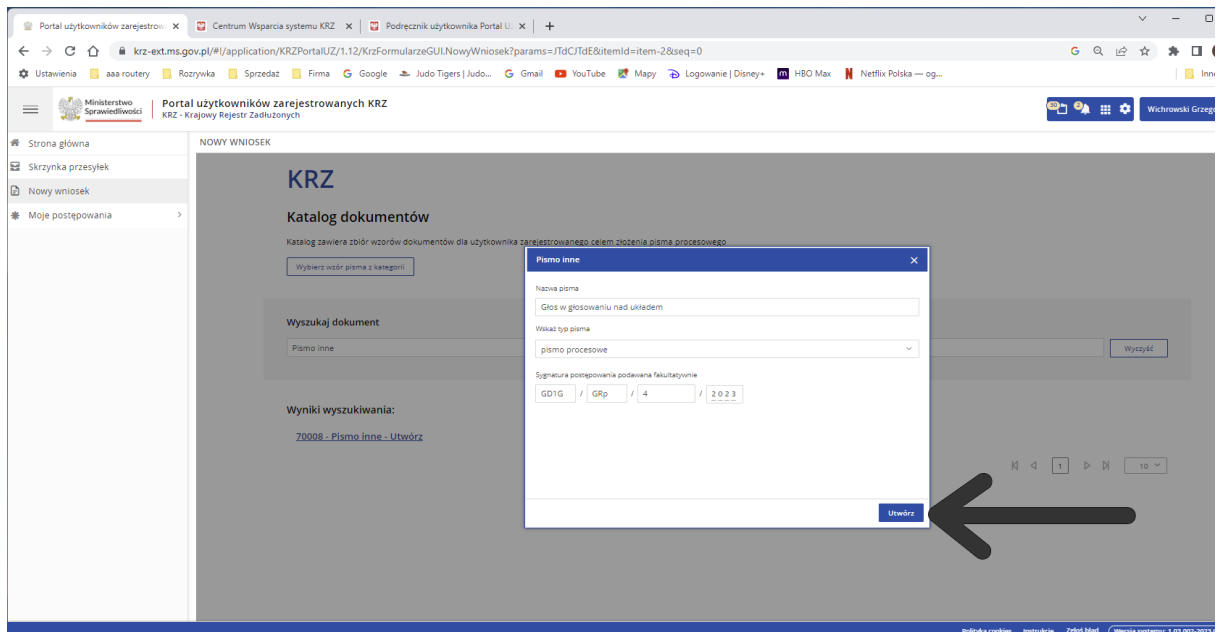 Portal użytkowników zarejestrow
Centrum Wsparcia systemu KRZ
Podręcznik użytkownika Portal U
krz-ext.ms.gov.pl/#!/application/KRZPortalUZ/1.12/KrzFormularzeGUI.NowyWniosek?params=JTdCJTdE&itemId=item-2&seq=0
Ustawienia aaa routery Rozrywka Sprzedaż Firma Google Judo Tigers | Judo... Gmail YouTube Mapy Logowanie | Disney+ HBO Max Netflix Polska — og...
Ministerstwo
Sprawiedliwości
Portal użytkowników zarejestrowanych KRZ
KRZ - Krajowy Rejestr Zadłużonych
30 2
Wichrowski Grzeg
Strona główna
Skrzynka przesyłek
Nowy wniosek
Moje postępowania
NOWY WNIOSEK
KRZ
Katalog dokumentów
Katalog zawiera zbiór wzorów dokumentów dla użytkownika zarejestrowanego celem złożenia pisma procesowego
Wybierz wzór pisma z kategorii
Wyszukaj dokument
Pismo inne
Wyczyść
Wyniki wyszukiwania:
70008 - Pismo inne - Utwórz
1
10
Pismo inne
Nazwa pisma
Głos w głosowaniu nad układem
Wskaż typ pisma
pismo procesowe
Sygnatura postępowania podawana fakultatywnie
GD1G / GRp / 4 / 2023
Utwórz
Polityka cookies Instrukcje Zgłoś błąd